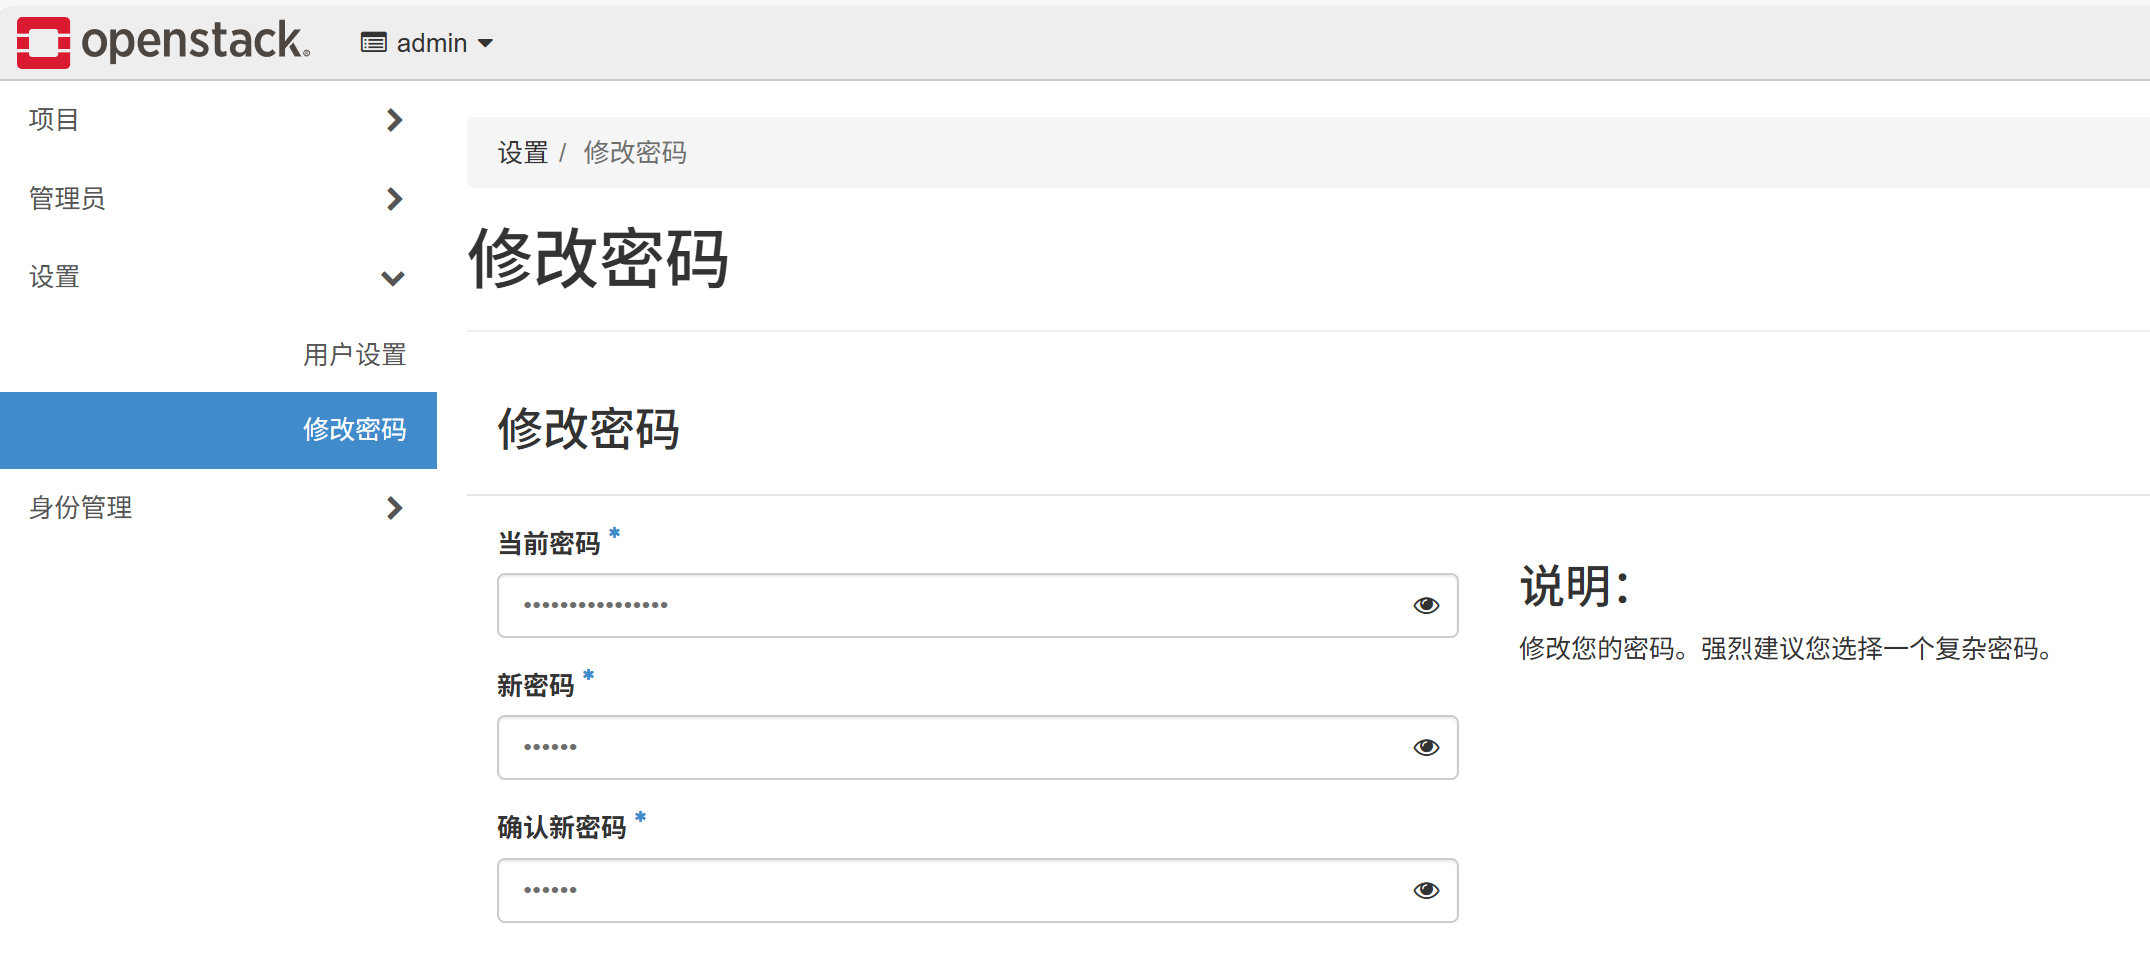 openstack. admin
项目
管理员
设置
用户设置
修改密码
身份管理
设置 / 修改密码
修改密码
修改密码
当前密码 *
••••••••••••••••
新密码 *
••••••
确认新密码 *
••••••
说明：
修改您的密码。强烈建议您选择一个复杂密码。